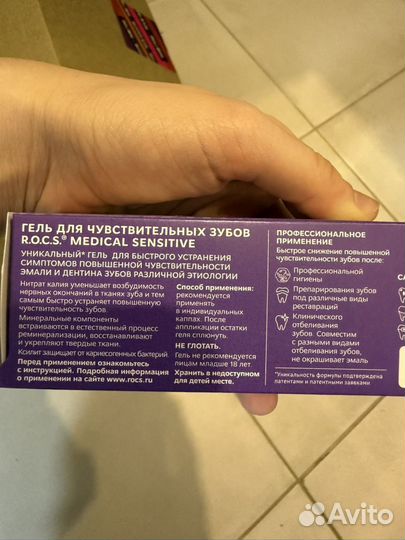 ГЕЛЬ ДЛЯ ЧУВСТВИТЕЛЬНЫХ ЗУБОВ
R.O.C.S.® MEDICAL SENSITIVE
УНИКАЛЬНЫЙ* ГЕЛЬ ДЛЯ БЫСТРОГО УСТРАНЕНИЯ
СИМПТОМОВ ПОВЫШЕННОЙ ЧУВСТВИТЕЛЬНОСТИ
ЭМАЛИ И ДЕНТИНА ЗУБОВ РАЗЛИЧНОЙ ЭТИОЛОГИИ
Нитрат калия уменьшает возбудимость
нервных окончаний в тканях зуба и тем
самым быстро устраняет повышенную
чувствительность зубов.
Минеральные компоненты
встраиваются в естественный процесс
реминерализации, восстанавливают
и укрепляют твердые ткани.
Ксилит защищает от кариесогенных бактерий.
Перед применением ознакомьтесь
с инструкцией. Подробная информация
о применении на сайте www.rocs.ru
Способ применения:
рекомендуется
применять
в индивидуальных
каппах. После
аппликации остатки
геля сплюнуть.
НЕ ГЛОТАТЬ.
Гель не рекомендуется
лицам младше 18 лет.
Хранить в недоступном
для детей месте.
ПРОФЕССИОНАЛЬНОЕ
ПРИМЕНЕНИЕ
Быстрое снижение повышенной
чувствительности зубов после:
Профессиональной
гигиены
Препарирования зубов
под различные виды
реставраций
Клинического
отбеливания
зубов. Совместим
с разными видами
отбеливания зубов,
не окрашивает эмаль
*Уникальность формулы подтверждена
патентами и патентными заявками
Avito